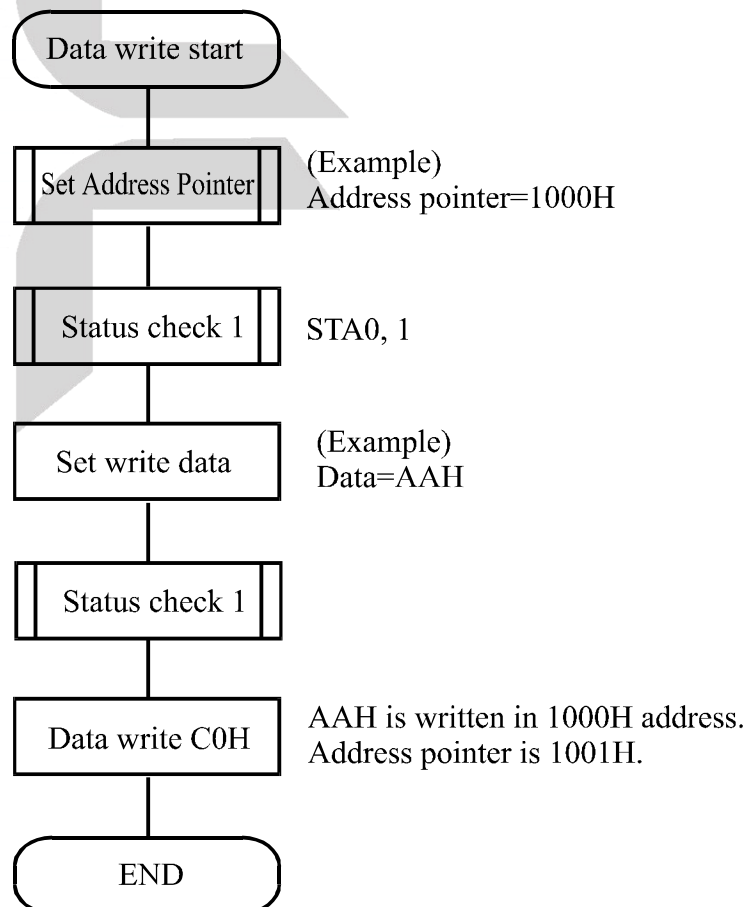 Data write start
Set Address Pointer
(Example)
Address pointer=1000H
Status check 1
STA0, 1
Set write data
(Example)
Data=AAH
Status check 1
Data write C0H
AAH is written in 1000H address.
Address pointer is 1001H.
END